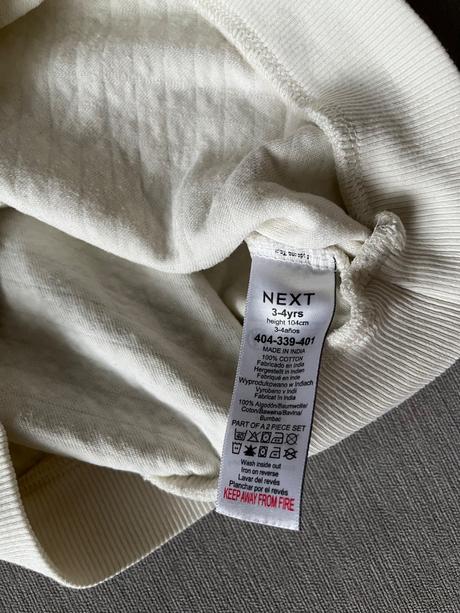 NEXT
3-4yrs
height 104cm
3-4años
404-339-401
MADE IN INDIA
100% COTTON
Fabricado en Indía
Hergestellt in Indien
Fabriqué en Inde
Wyprodukowano w Indiach
Vyrobeno v Indii
Fabricat în India
100% Algodón/Baumwolle/
Coton/Bawełna/Bavlna/
Bumbac
PART OF A 2 PIECE SET
Wash inside out
Iron on reverse
Lavar del revés
Planchar por el revés
KEEP AWAY FROM FIRE